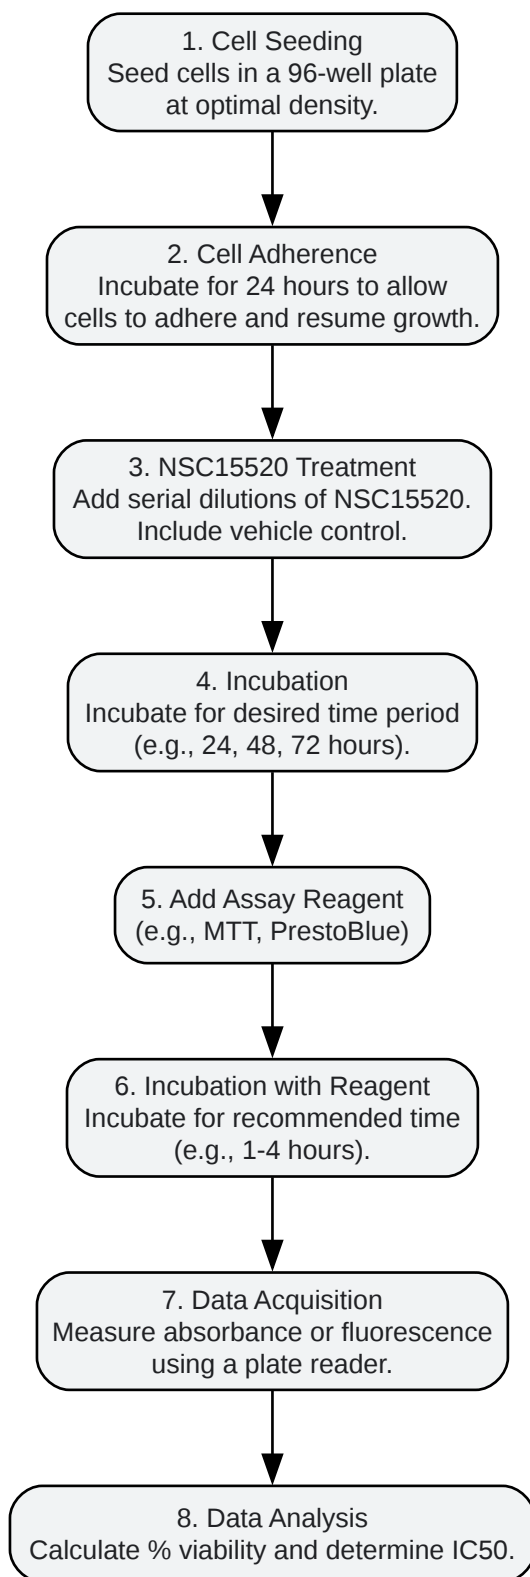 1. Cell Seeding
Seed cells in a 96-well plate
at optimal density.
2. Cell Adherence
Incubate for 24 hours to allow
cells to adhere and resume growth.
3. NSC15520 Treatment
Add serial dilutions of NSC15520.
Include vehicle control.
4. Incubation
Incubate for desired time period
(e.g., 24, 48, 72 hours).
5. Add Assay Reagent
(e.g., MTT, PrestoBlue)
6. Incubation with Reagent
Incubate for recommended time
(e.g., 1-4 hours).
7. Data Acquisition
Measure absorbance or fluorescence
using a plate reader.
8. Data Analysis
Calculate % viability and determine IC50.